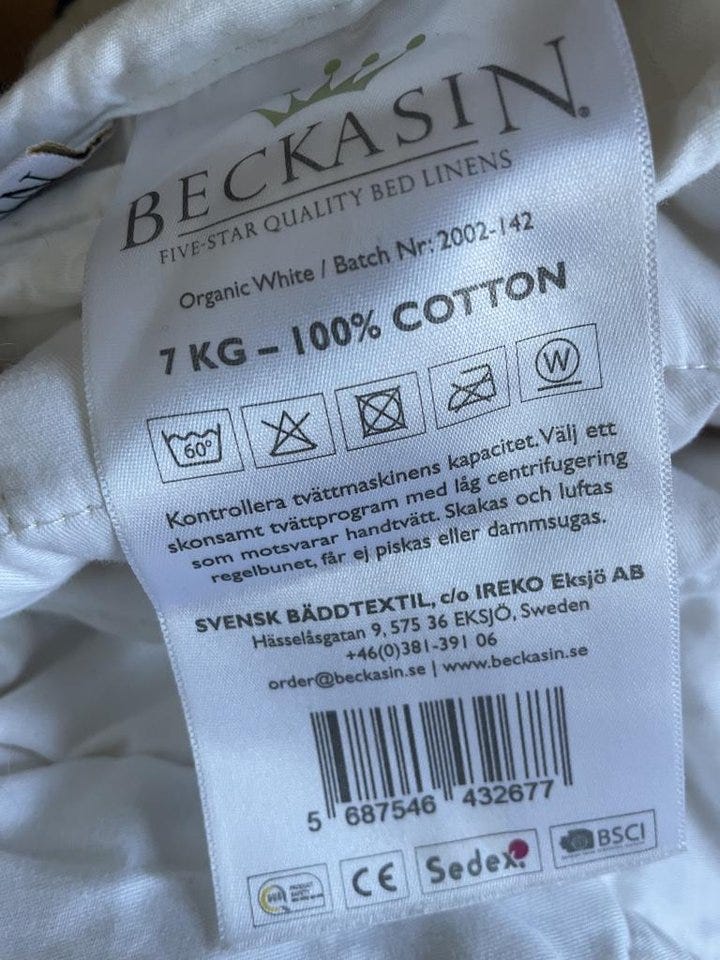 BECKASIN®
FIVE-STAR QUALITY BED LINENS
Organic White / Batch Nr: 2002-142
7 KG – 100% COTTON
60°
W
Kontrollera tvättmaskinens kapacitet. Välj ett
skonsamt tvättprogram med låg centrifugering
som motsvarar handtvätt. Skakas och luftas
regelbunet, får ej piskas eller dammsugas.
SVENSK BÄDDTEXTIL, c/o IREKO Eksjö AB
Hässelåsgatan 9, 575 36 EKSJÖ, Sweden
+46(0)381-391 06
order@beckasin.se | www.beckasin.se
5 687546 432677
CE
Sedex
BSCI